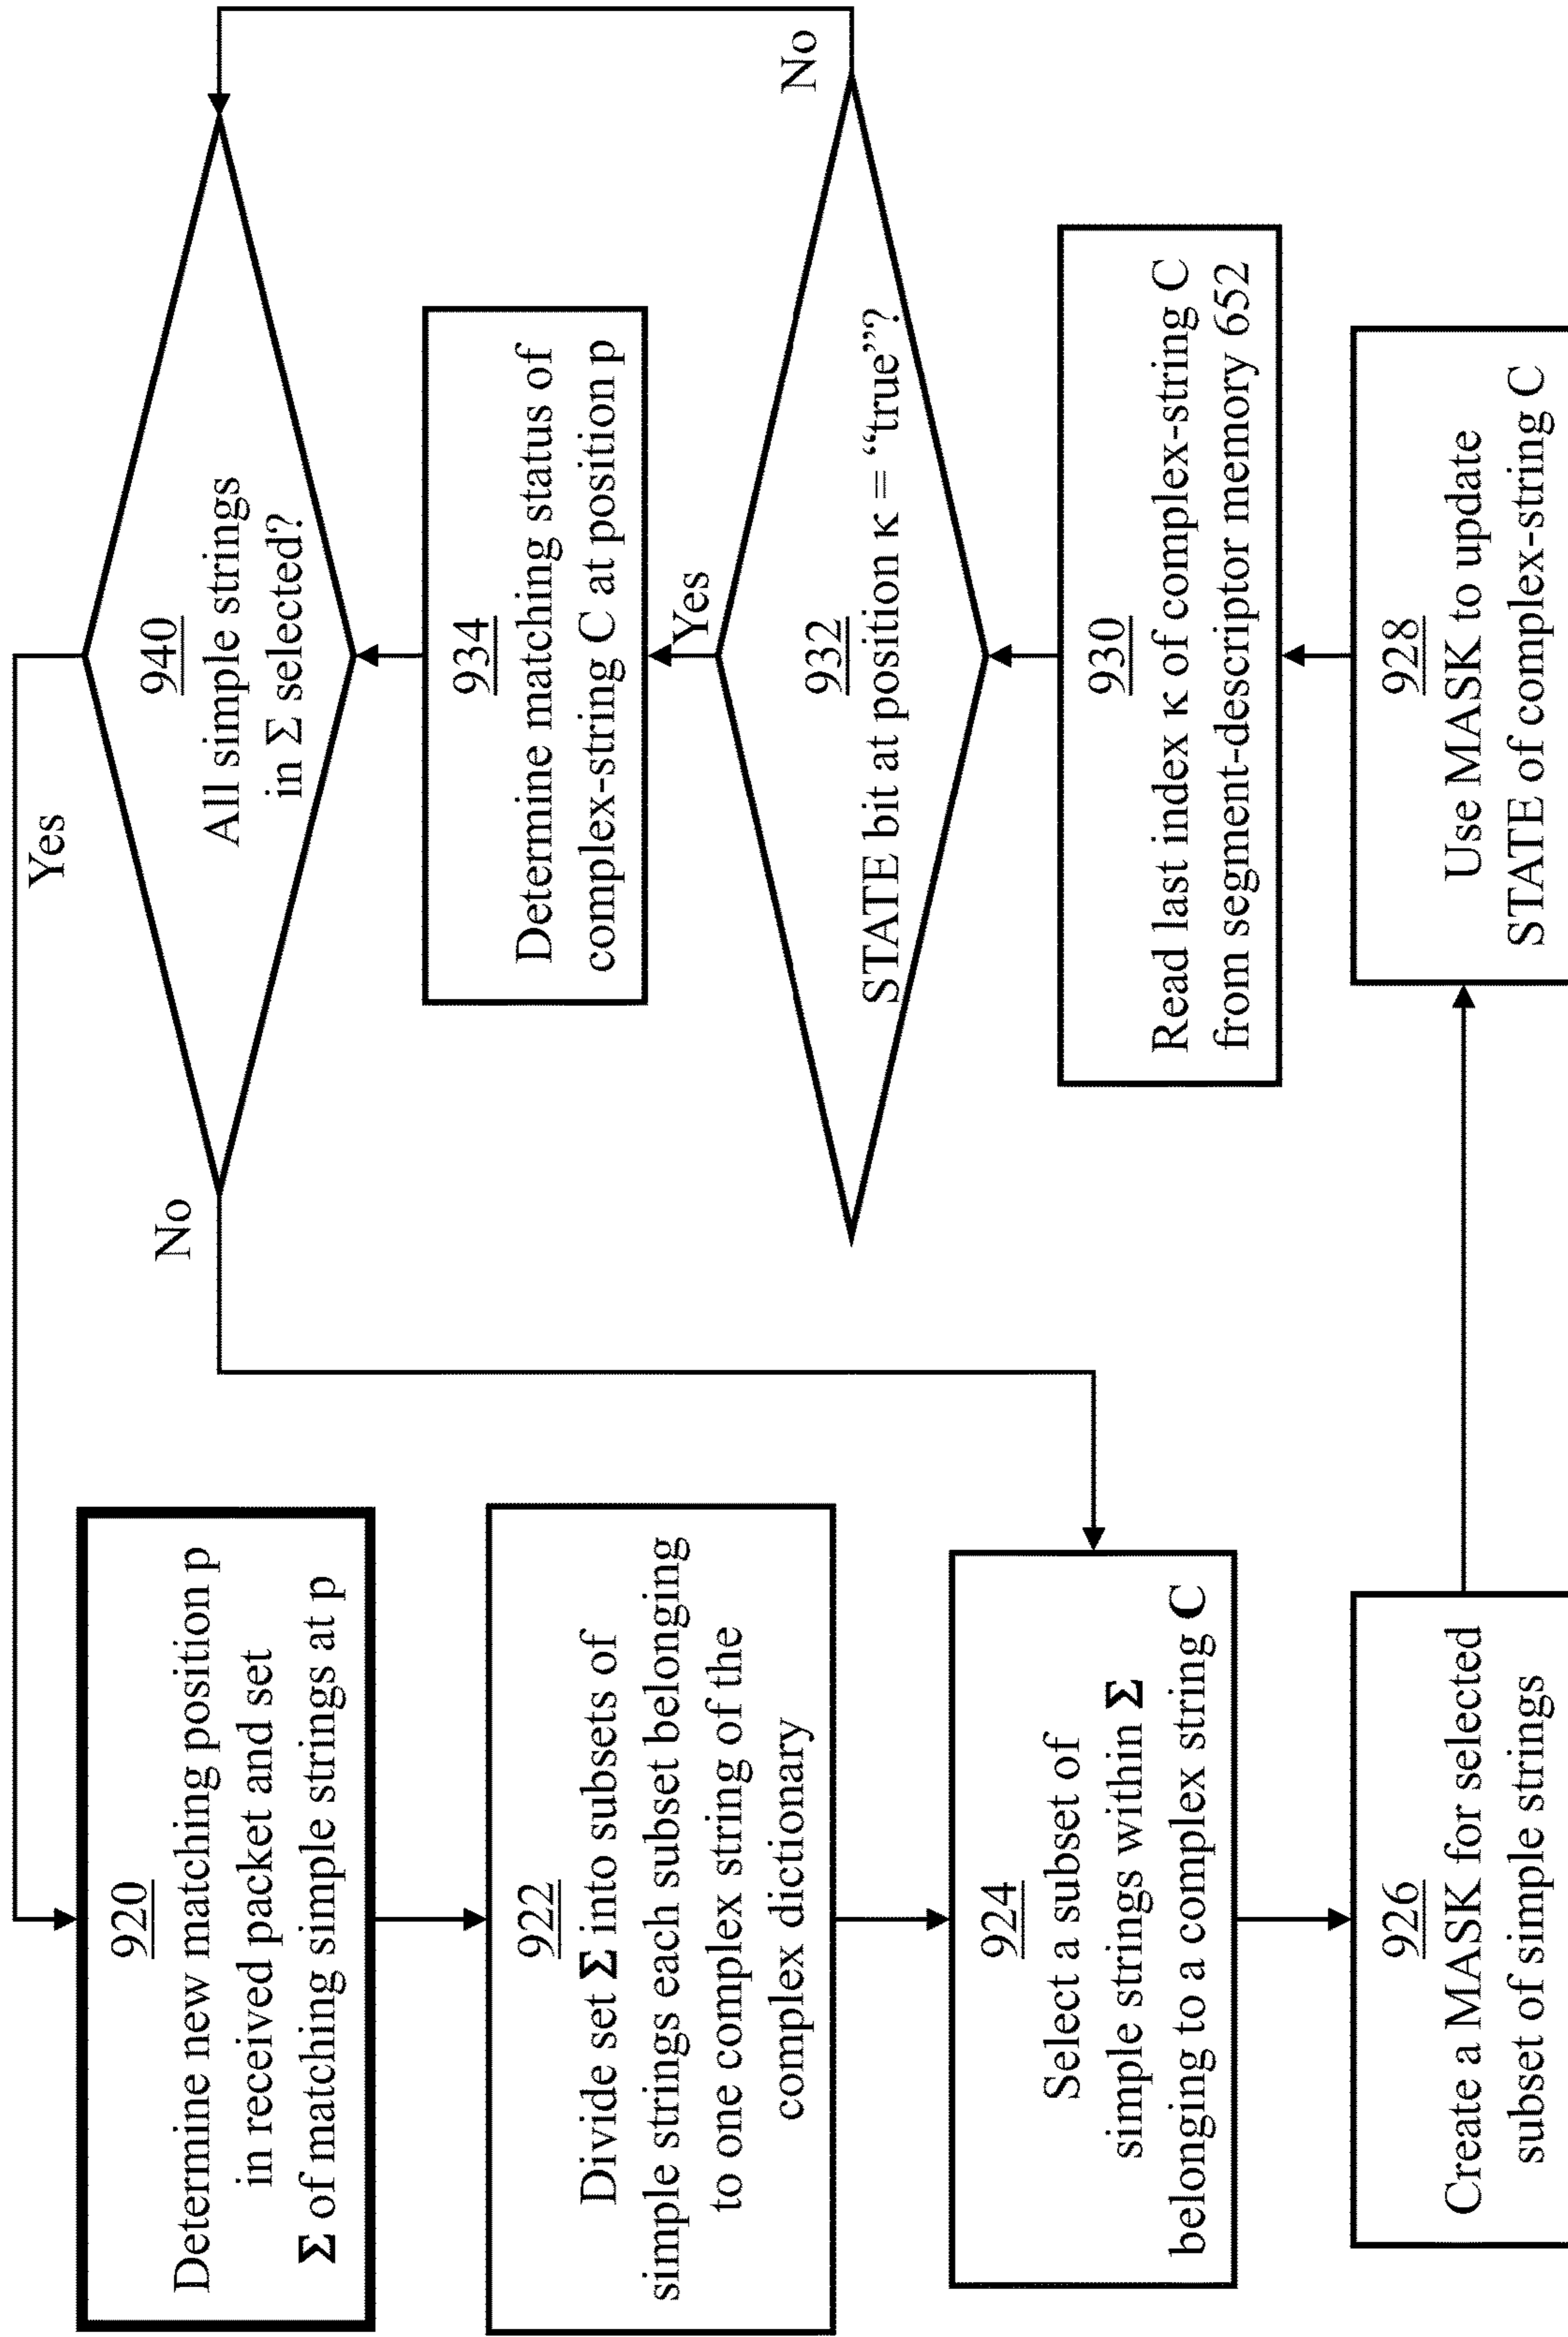 920
Determine new matching position p
in received packet and set
Σ of matching simple strings at p
922
Divide set Σ into subsets of
simple strings each subset belonging
to one complex string of the
complex dictionary
924
Select a subset of
simple strings within Σ
belonging to a complex string C
926
Create a MASK for selected
subset of simple strings
928
Use MASK to update
STATE of complex-string C
930
Read last index κ of complex-string C
from segment-descriptor memory 652
932
STATE bit at position κ = “true”?
Yes
No
934
Determine matching status of
complex-string C at position p
940
All simple strings
in Σ selected?
Yes
No